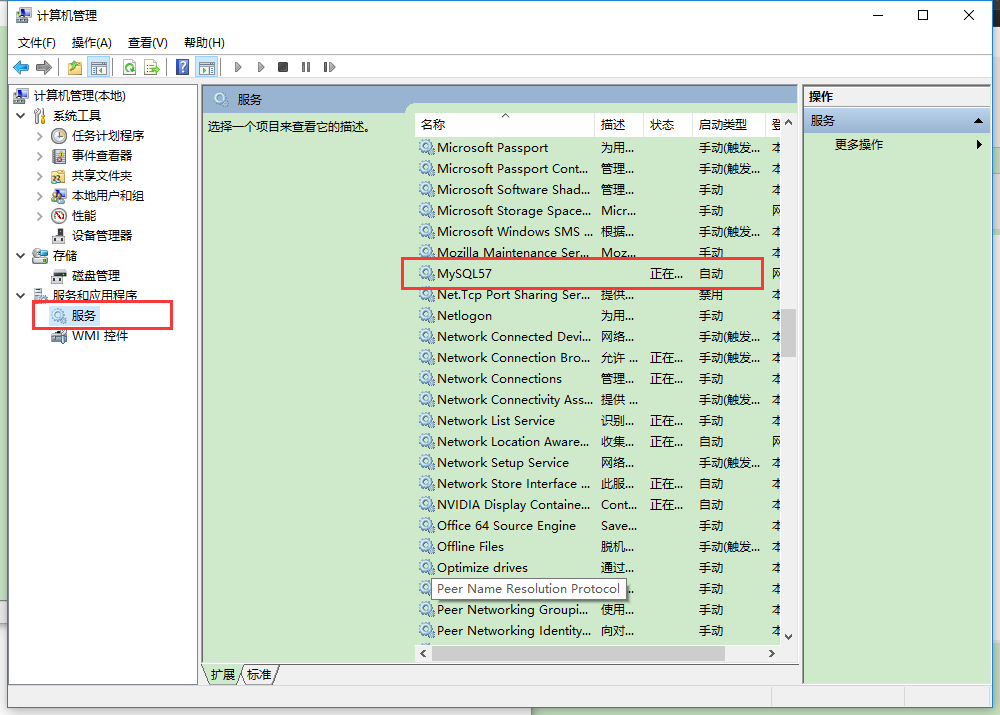 计算机管理
文件(F) 操作(A) 查看(V) 帮助(H)
计算机管理(本地)
系统工具
任务计划程序
事件查看器
共享文件夹
本地用户和组
性能
设备管理器
存储
磁盘管理
服务和应用程序
服务
WMI 控件
服务
选择一个项目来查看它的描述。
名称 描述 状态 启动类型 登
Microsoft Passport 为用... 手动(触发... 本
Microsoft Passport Cont... 管理... 手动(触发... 本
Microsoft Software Shad... 管理... 手动 本
Microsoft Storage Space... Micr... 手动 网
Microsoft Windows SMS ... 根据... 手动(触发... 本
Mozilla Maintenance Ser... Moz... 手动 本
MySQL57 正在... 自动 网
Net.Tcp Port Sharing Ser... 提供... 禁用 本
Netlogon 为用... 手动 本
Network Connected Devi... 网络... 手动(触发... 本
Network Connection Bro... 允许 ... 正在... 手动(触发... 本
Network Connections 管理... 正在... 手动 本
Network Connectivity Ass... 提供 ... 手动(触发... 本
Network List Service 识别... 正在... 手动 本
Network Location Aware... 收集... 正在... 自动 网
Network Setup Service 网络... 手动(触发... 本
Network Store Interface ... 此服... 正在... 自动 本
NVIDIA Display Containe... Cont... 正在... 自动 本
Office 64 Source Engine Save... 手动 本
Offline Files 脱机... 手动(触发... 本
Optimize drives 通过... 手动 本
Peer Name Resolution Protocol ... 手动 本
Peer Networking Groupi... 使用... 手动 本
Peer Networking Identity... 向对... 手动 本
扩展 标准
操作
服务
更多操作